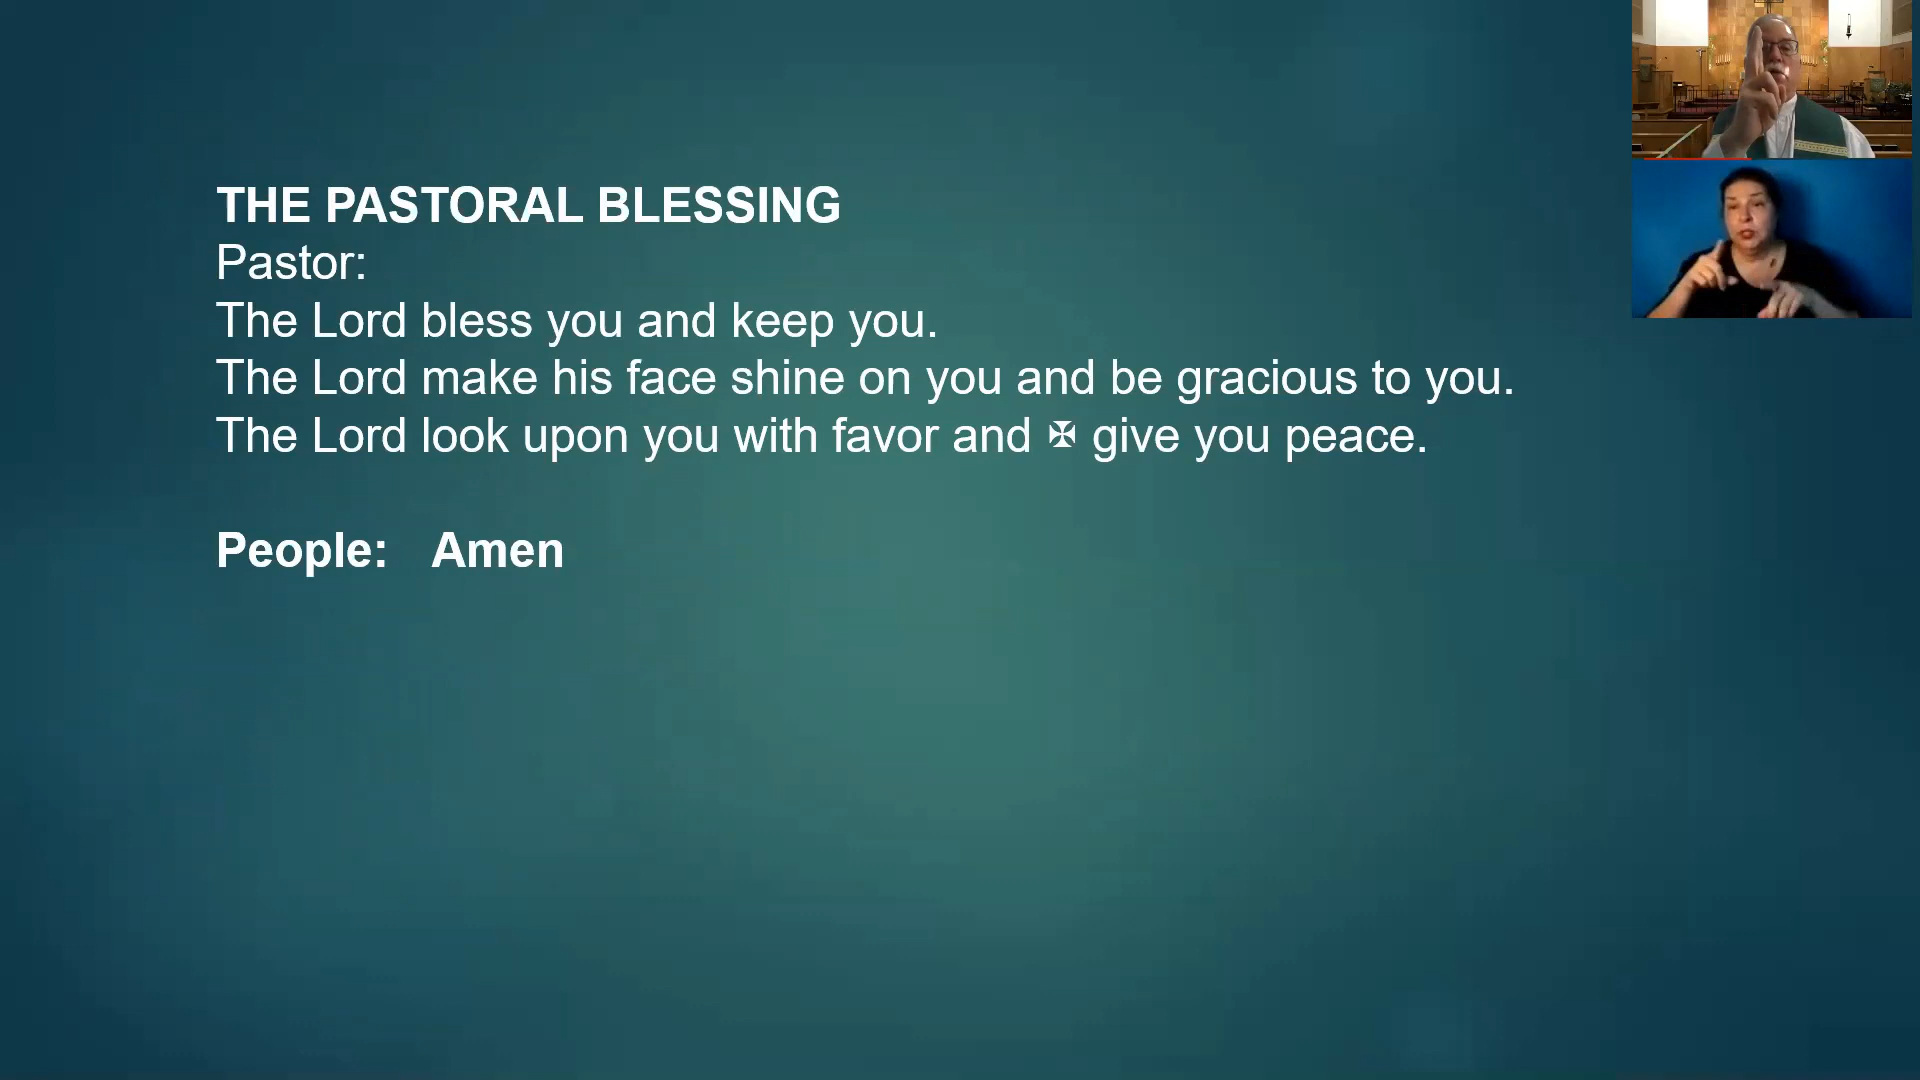 THE PASTORAL BLESSING
Pastor:
The Lord bless you and keep you.
The Lord make his face shine on you and be gracious to you.
The Lord look upon you with favor and ✠ give you peace.
People: Amen